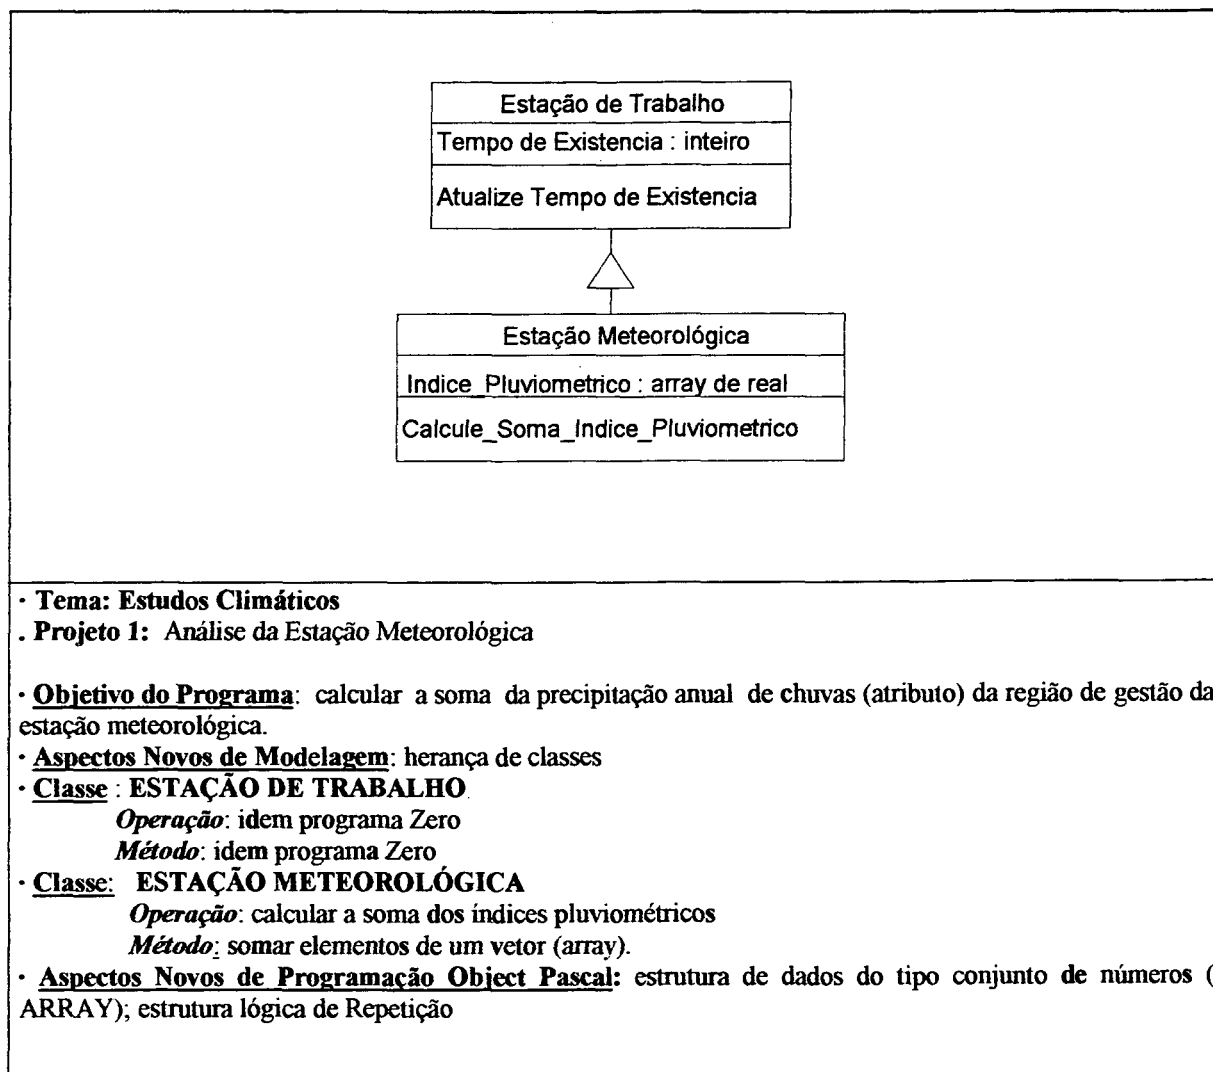 Estação de Trabalho
Tempo de Existencia : inteiro
Atualize Tempo de Existencia
Estação Meteorológica
Indice_Pluviometrico : array de real
Calcule_Soma_Indice_Pluviometrico
· Tema: Estudos Climáticos
. Projeto 1: Análise da Estação Meteorológica
· Objetivo do Programa: calcular a soma da precipitação anual de chuvas (atributo) da região de gestão da
estação meteorológica.
· Aspectos Novos de Modelagem: herança de classes
· Classe : ESTAÇÃO DE TRABALHO
Operação: idem programa Zero
Método: idem programa Zero
· Classe: ESTAÇÃO METEOROLÓGICA
Operação: calcular a soma dos índices pluviométricos
Método: somar elementos de um vetor (array).
· Aspectos Novos de Programação Object Pascal: estrutura de dados do tipo conjunto de números (
ARRAY); estrutura lógica de Repetição